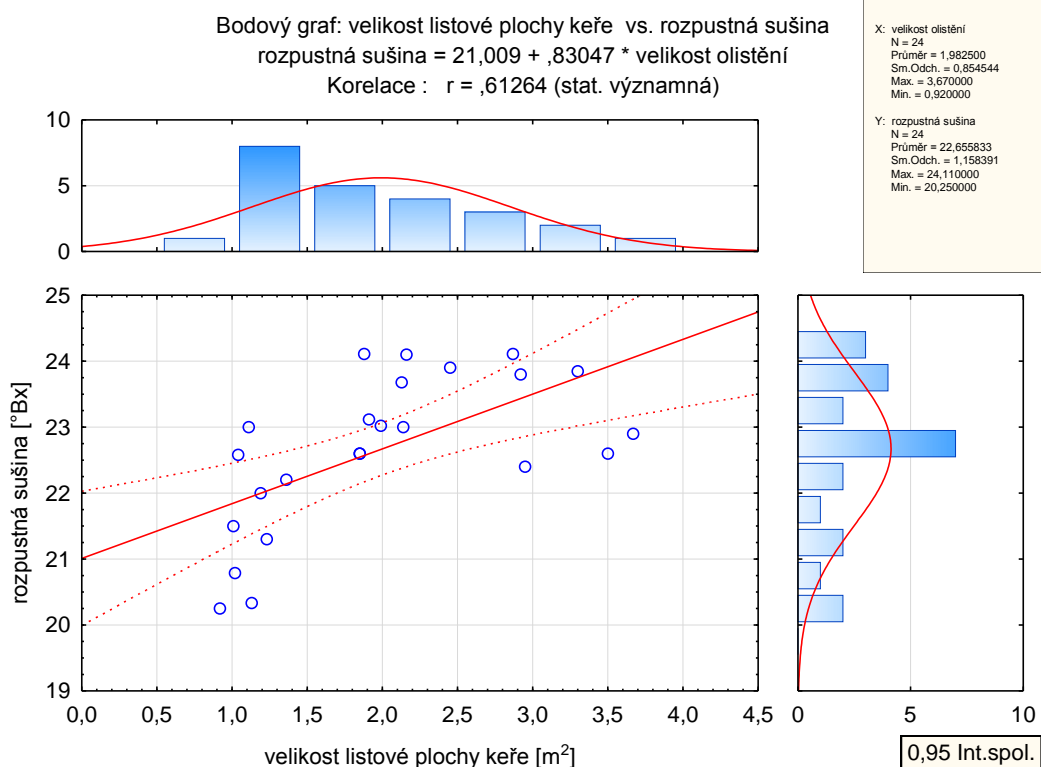 Bodový graf: velikost listové plochy keře vs. rozpustná sušina
rozpustná sušina = 21,009 + ,83047 * velikost olistění
Korelace : r = ,61264 (stat. významná)
X: velikost olistění
N = 24
Průměr = 1,982500
Sm.Odch. = 0,854544
Max. = 3,670000
Min. = 0,920000
Y: rozpustná sušina
N = 24
Průměr = 22,655833
Sm.Odch. = 1,158391
Max. = 24,110000
Min. = 20,250000
10
5
0
25
24
23
22
21
20
19
rozpustná sušina [°Bx]
0,0 0,5 1,0 1,5 2,0 2,5 3,0 3,5 4,0 4,5
0 5 10
velikost listové plochy keře [m²]
0,95 Int.spol.